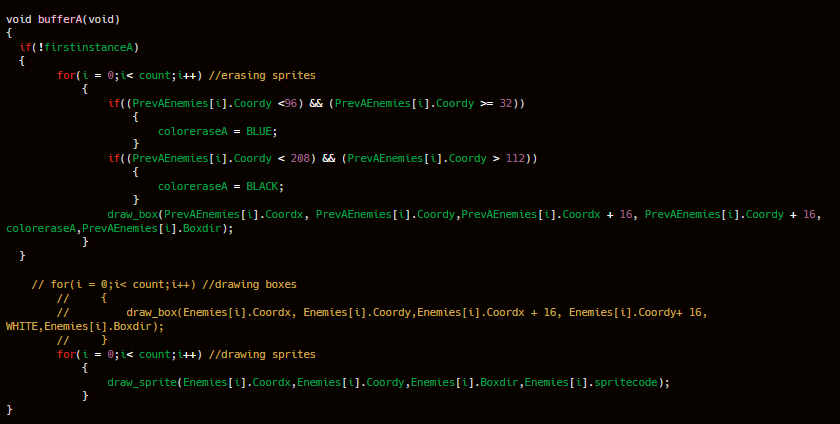 void bufferA(void)
{
  if(!firstinstanceA)
  {
        for(i = 0;i< count;i++) //erasing sprites
            {
                if((PrevAEnemies[i].Coordy <96) && (PrevAEnemies[i].Coordy >= 32))
                    {
                        coloreraseA = BLUE;
                    }
                if((PrevAEnemies[i].Coordy < 208) && (PrevAEnemies[i].Coordy > 112))
                    {
                        coloreraseA = BLACK;
                    }
                draw_box(PrevAEnemies[i].Coordx, PrevAEnemies[i].Coordy,PrevAEnemies[i].Coordx + 16, PrevAEnemies[i].Coordy + 16,
coloreraseA,PrevAEnemies[i].Boxdir);
            }
  }

    // for(i = 0;i< count;i++) //drawing boxes
        //     {
        //         draw_box(Enemies[i].Coordx, Enemies[i].Coordy,Enemies[i].Coordx + 16, Enemies[i].Coordy+ 16,
WHITE,Enemies[i].Boxdir);
        //     }
        for(i = 0;i< count;i++) //drawing sprites
            {
                draw_sprite(Enemies[i].Coordx,Enemies[i].Coordy,Enemies[i].Boxdir,Enemies[i].spritecode);
            }
}